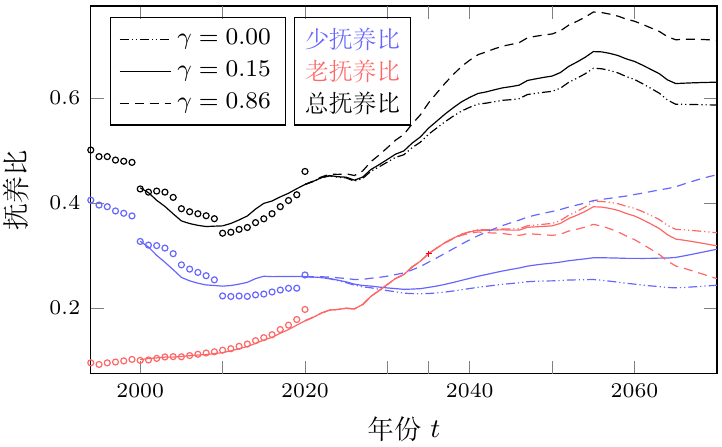 γ = 0.00
γ = 0.15
γ = 0.86
少抚养比
老抚养比
总抚养比
抚养比
0.6
0.4
0.2
2000
2020
2040
2060
年份 t